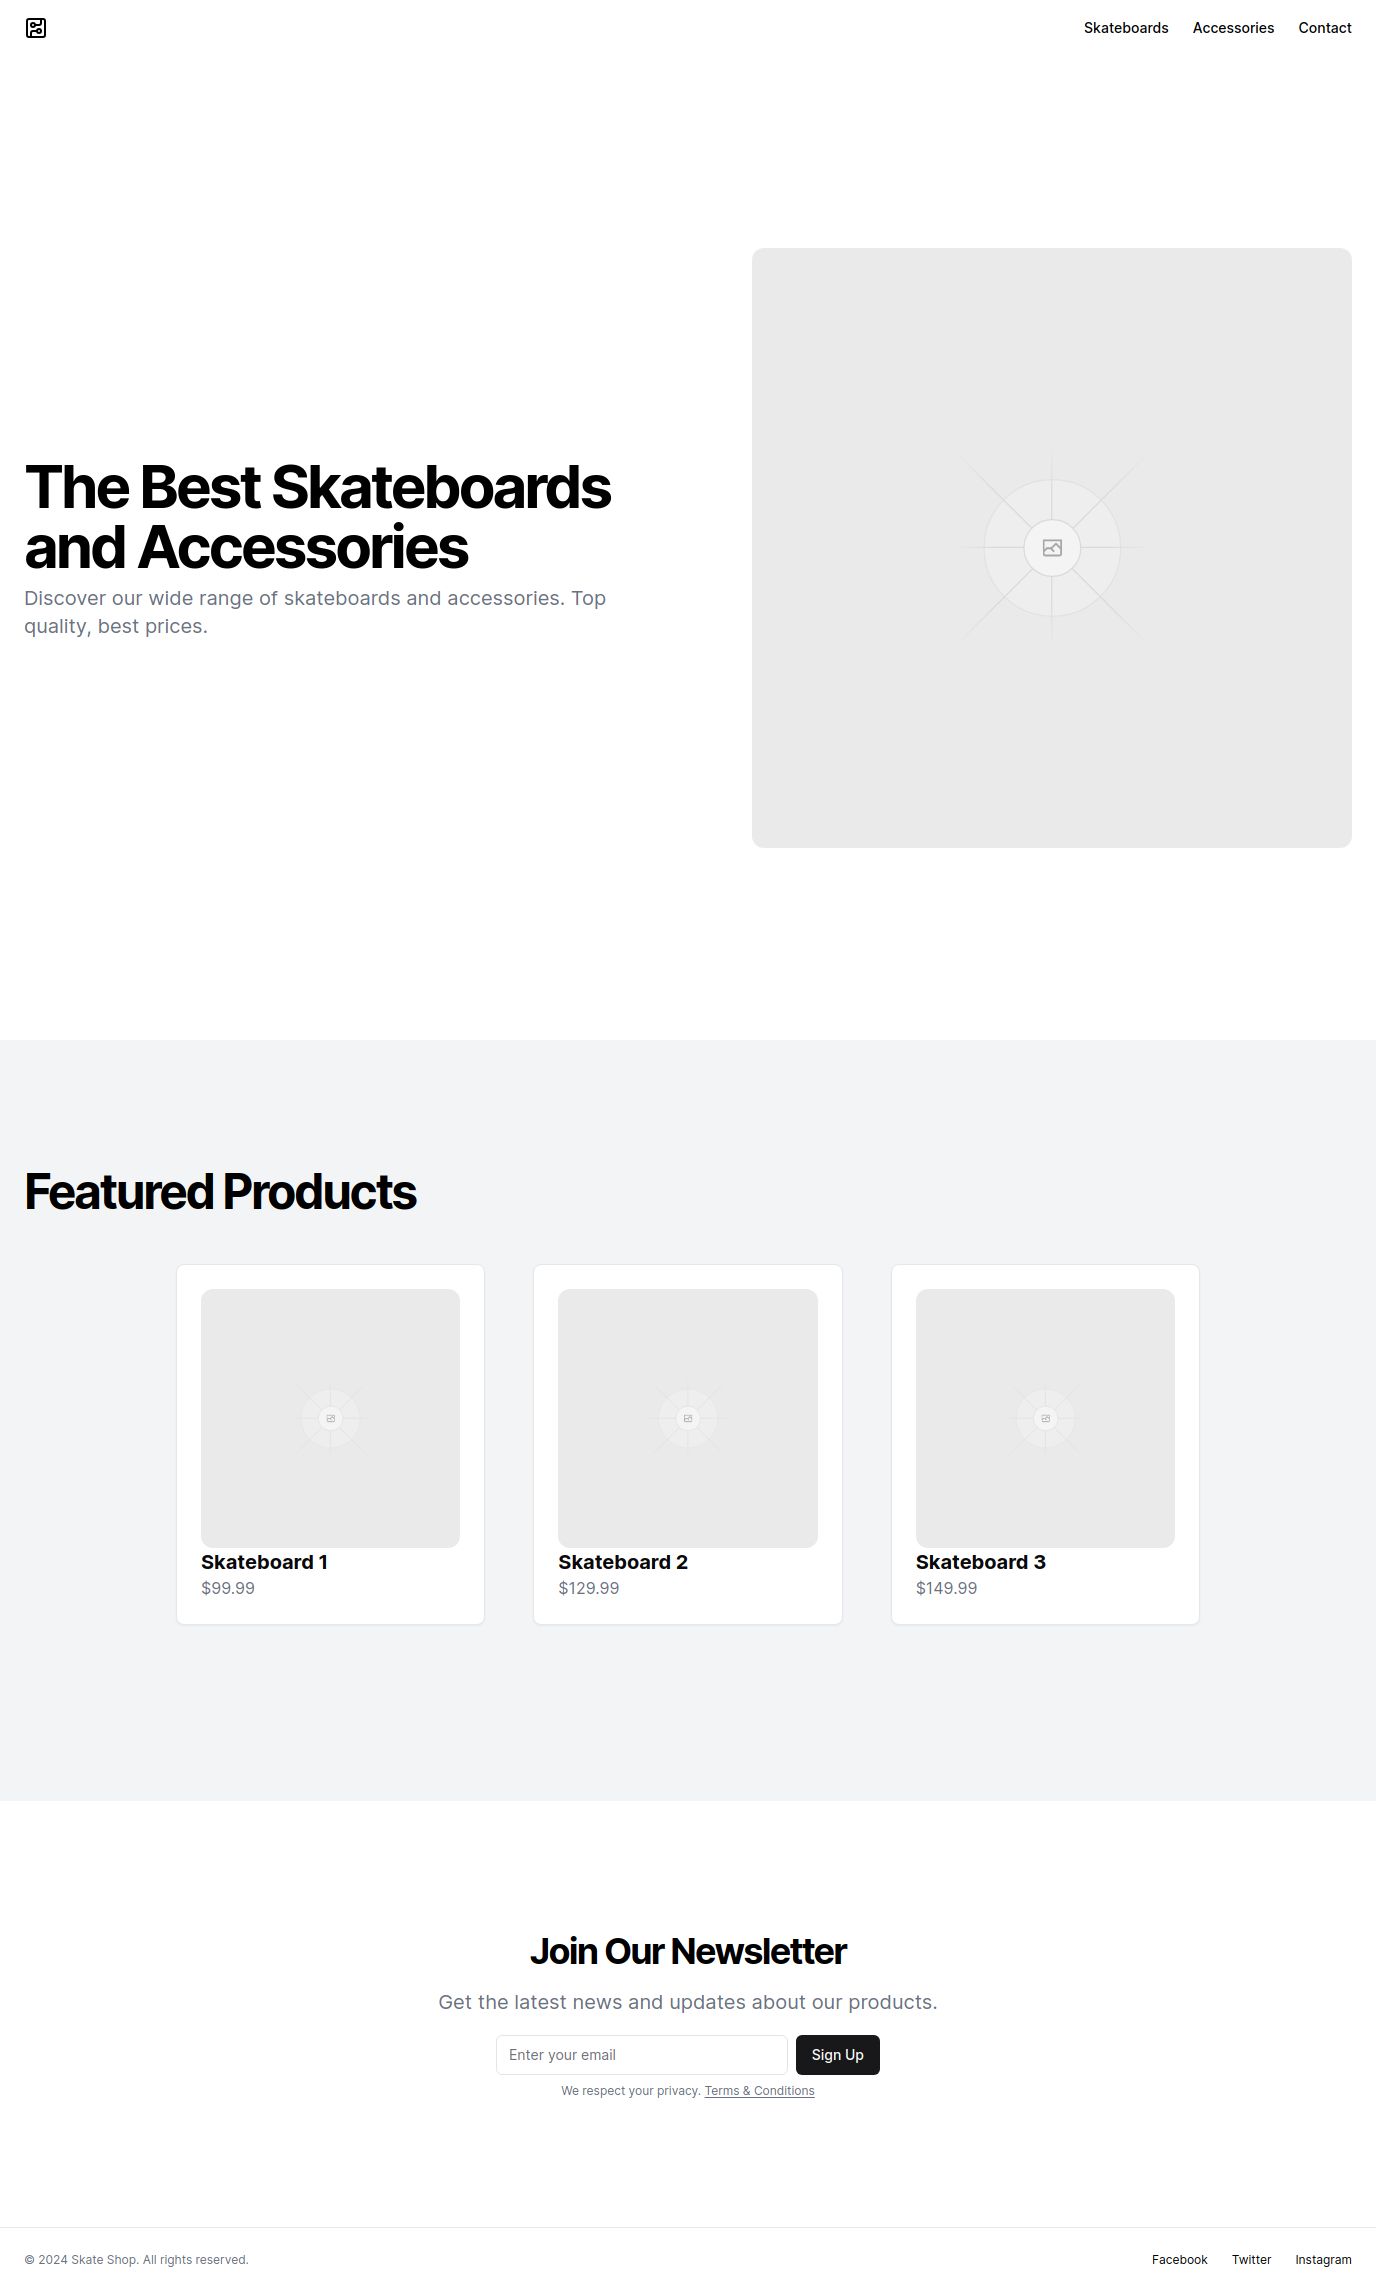 Skateboards Accessories Contact
The Best Skateboards
and Accessories
Discover our wide range of skateboards and accessories. Top
quality, best prices.
Featured Products
Skateboard 1
$99.99
Skateboard 2
$129.99
Skateboard 3
$149.99
Join Our Newsletter
Get the latest news and updates about our products.
Enter your email
Sign Up
We respect your privacy. Terms & Conditions
© 2024 Skate Shop. All rights reserved.
Facebook Twitter Instagram